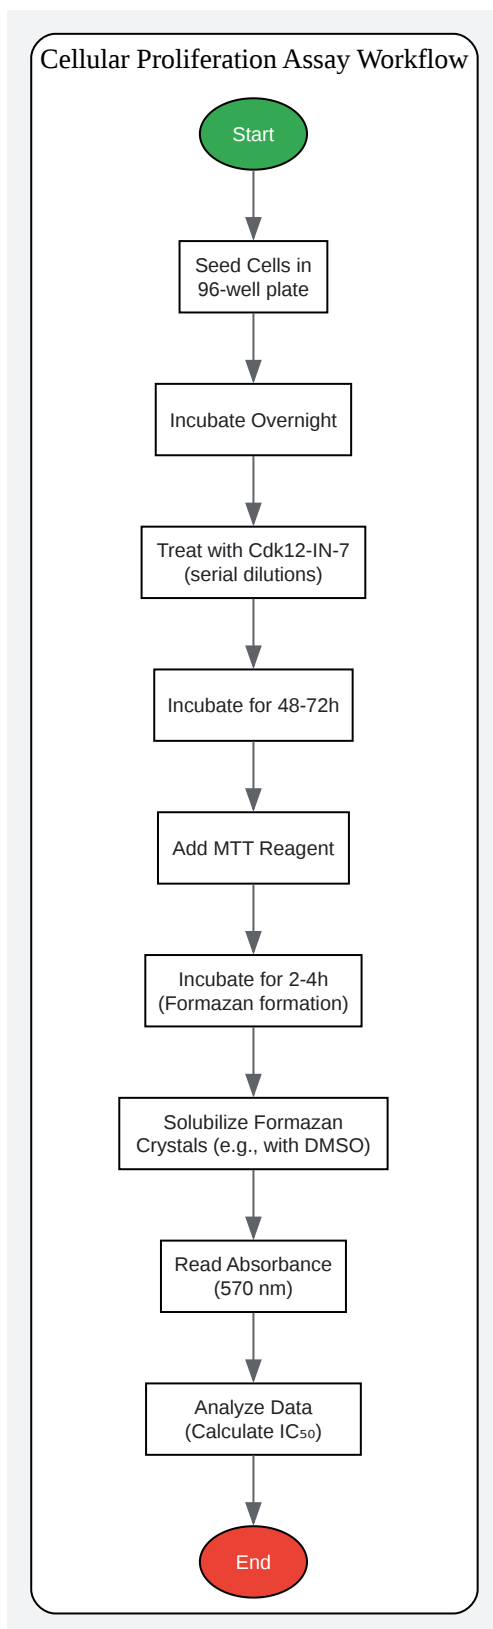 Cellular Proliferation Assay Workflow
Start
Seed Cells in
96-well plate
Incubate Overnight
Treat with Cdk12-IN-7
(serial dilutions)
Incubate for 48-72h
Add MTT Reagent
Incubate for 2-4h
(Formazan formation)
Solubilize Formazan
Crystals (e.g., with DMSO)
Read Absorbance
(570 nm)
Analyze Data
(Calculate IC₅₀)
End